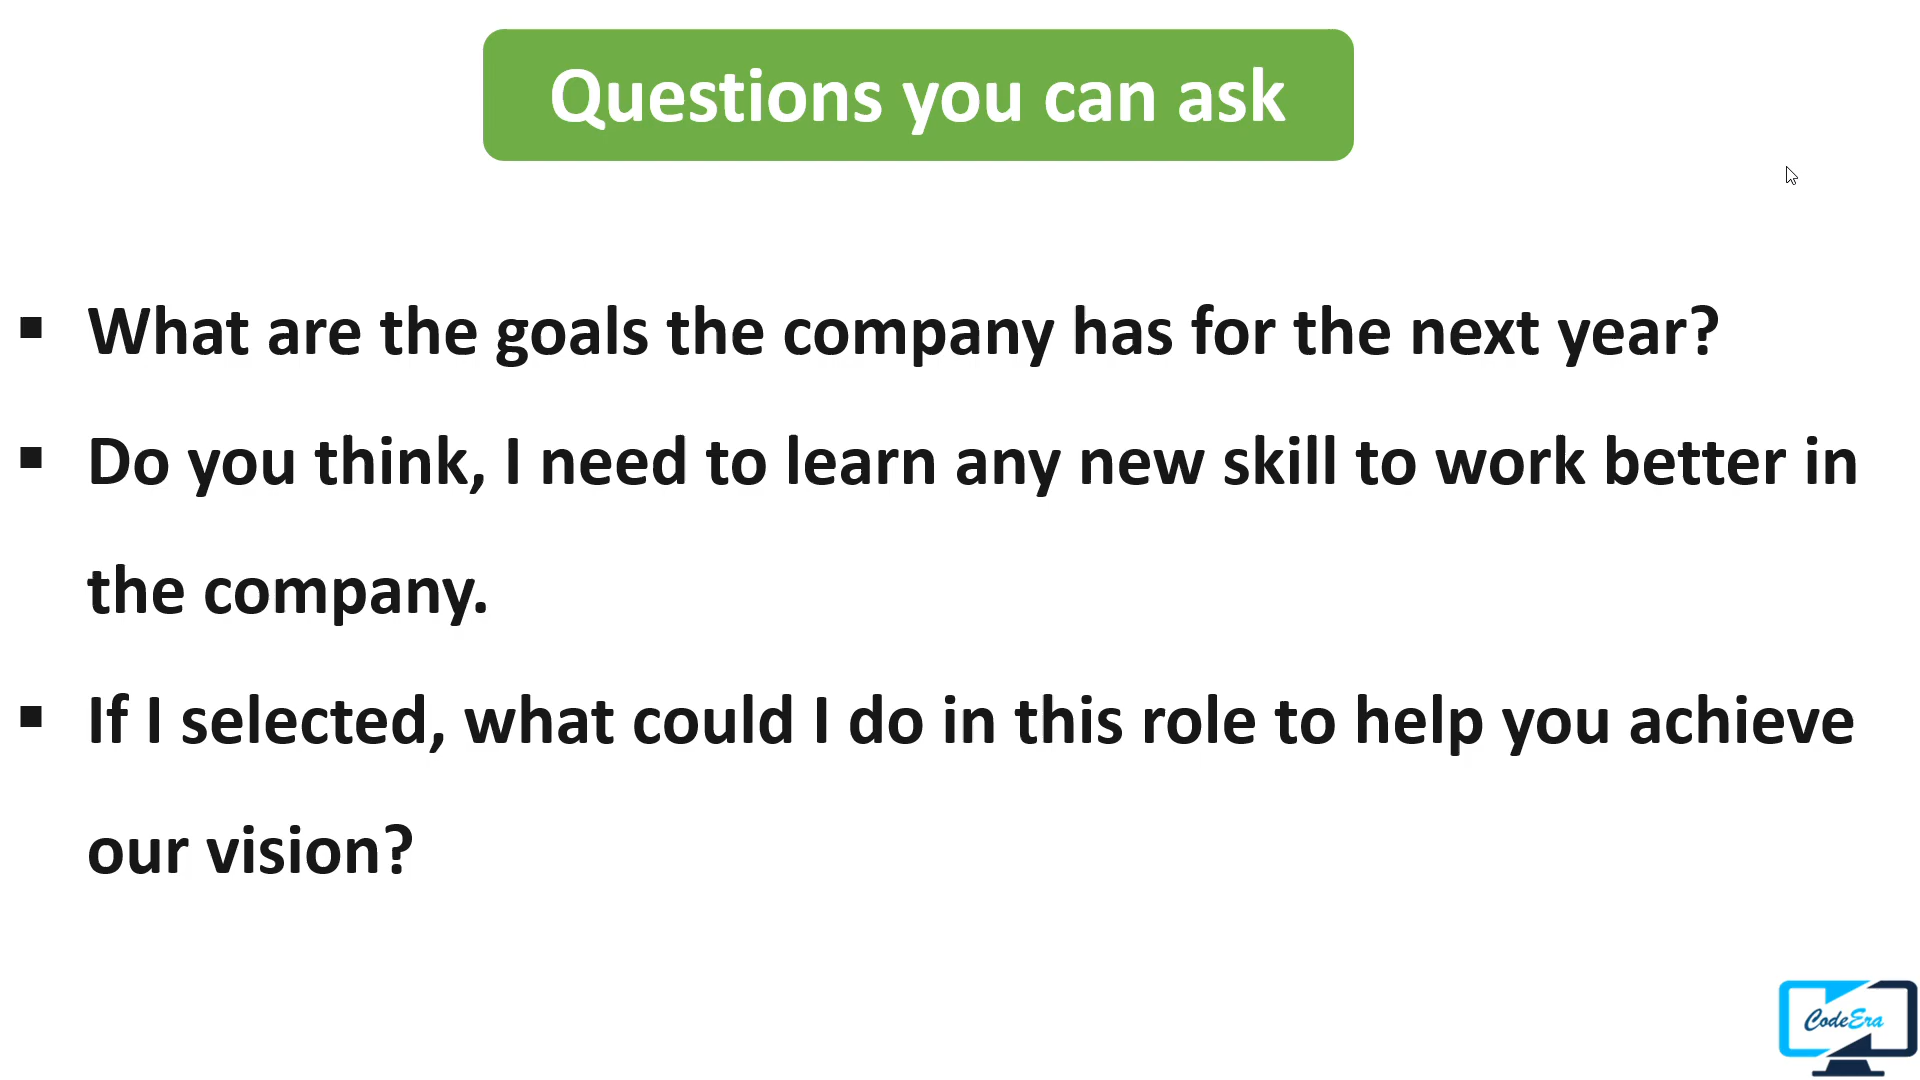 Questions you can ask
▪ What are the goals the company has for the next year?
▪ Do you think, I need to learn any new skill to work better in
the company.
▪ If I selected, what could I do in this role to help you achieve
our vision?
CodeEra